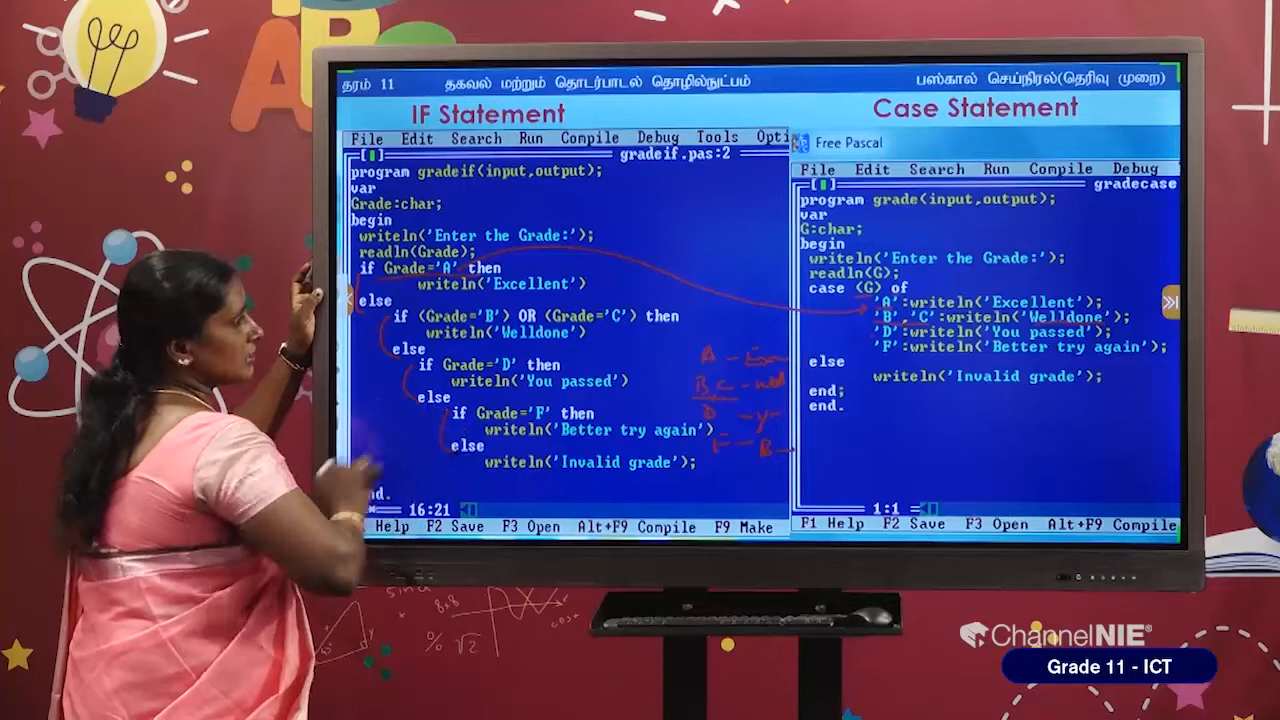 ABC
தரம் 11 தகவல் மற்றும் தொடர்பாடல் தொழில்நுட்பம் பஸ்கால் செய்நிரல்(தெரிவு முறை)
IF Statement
File Edit Search Run Compile Debug Tools Opti
gradeif.pas:2
program gradeif(input,output);
var
Grade:char;
begin
writeln('Enter the Grade:');
readln(Grade);
if Grade='A' then
writeln('Excellent')
else
if (Grade='B') OR (Grade='C') then
writeln('Welldone')
else
if Grade='D' then
writeln('You passed')
else
if Grade='F' then
writeln('Better try again')
else
writeln('Invalid grade');
nd.
16:21
Help F2 Save F3 Open Alt+F9 Compile F9 Make
A -
B C -
D -
F - B
Case Statement
Free Pascal
File Edit Search Run Compile Debug
gradecase
program grade(input,output);
var
G:char;
begin
writeln('Enter the Grade:');
readln(G);
case (G) of
'A':writeln('Excellent');
'B','C':writeln('Welldone');
'D':writeln('You passed');
'F':writeln('Better try again');
else
writeln('Invalid grade');
end;
end.
1:1
F1 Help F2 Save F3 Open Alt+F9 Compile
% √2
ChannelNIE®
Grade 11 - ICT